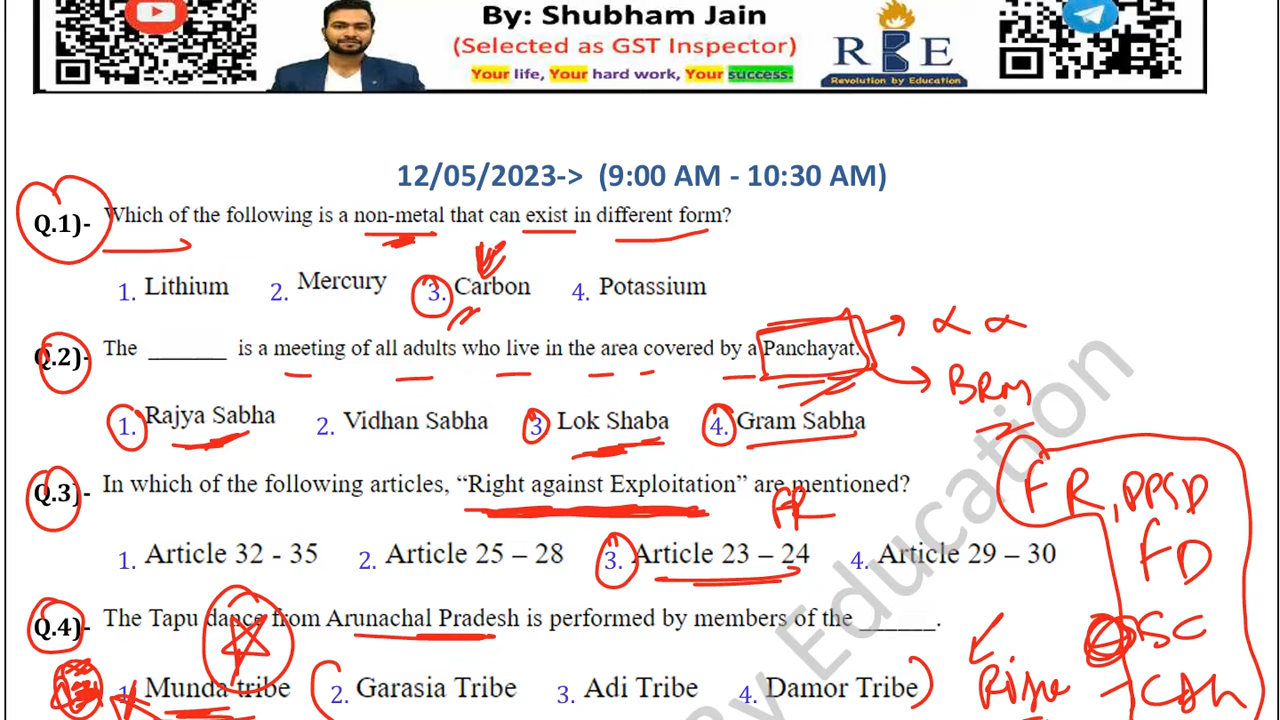 By: Shubham Jain
(Selected as GST Inspector)
Your life, Your hard work, Your success.
RBE
Revolution by Education
12/05/2023-> (9:00 AM - 10:30 AM)
Q.1)- Which of the following is a non-metal that can exist in different form?
1. Lithium 2. Mercury 3. Carbon 4. Potassium
Q.2)- The _______ is a meeting of all adults who live in the area covered by a Panchayat.
BRM
1. Rajya Sabha 2. Vidhan Sabha 3 Lok Shaba 4. Gram Sabha
Q.3)- In which of the following articles, “Right against Exploitation” are mentioned?
FR, DPSP
FR
1. Article 32 - 35 2. Article 25 – 28 3. Article 23 – 24 4. Article 29 – 30
FD
Q.4)- The Tapu dance from Arunachal Pradesh is performed by members of the ______.
SC
1. Munda tribe 2. Garasia Tribe 3. Adi Tribe 4. Damor Tribe
By Education